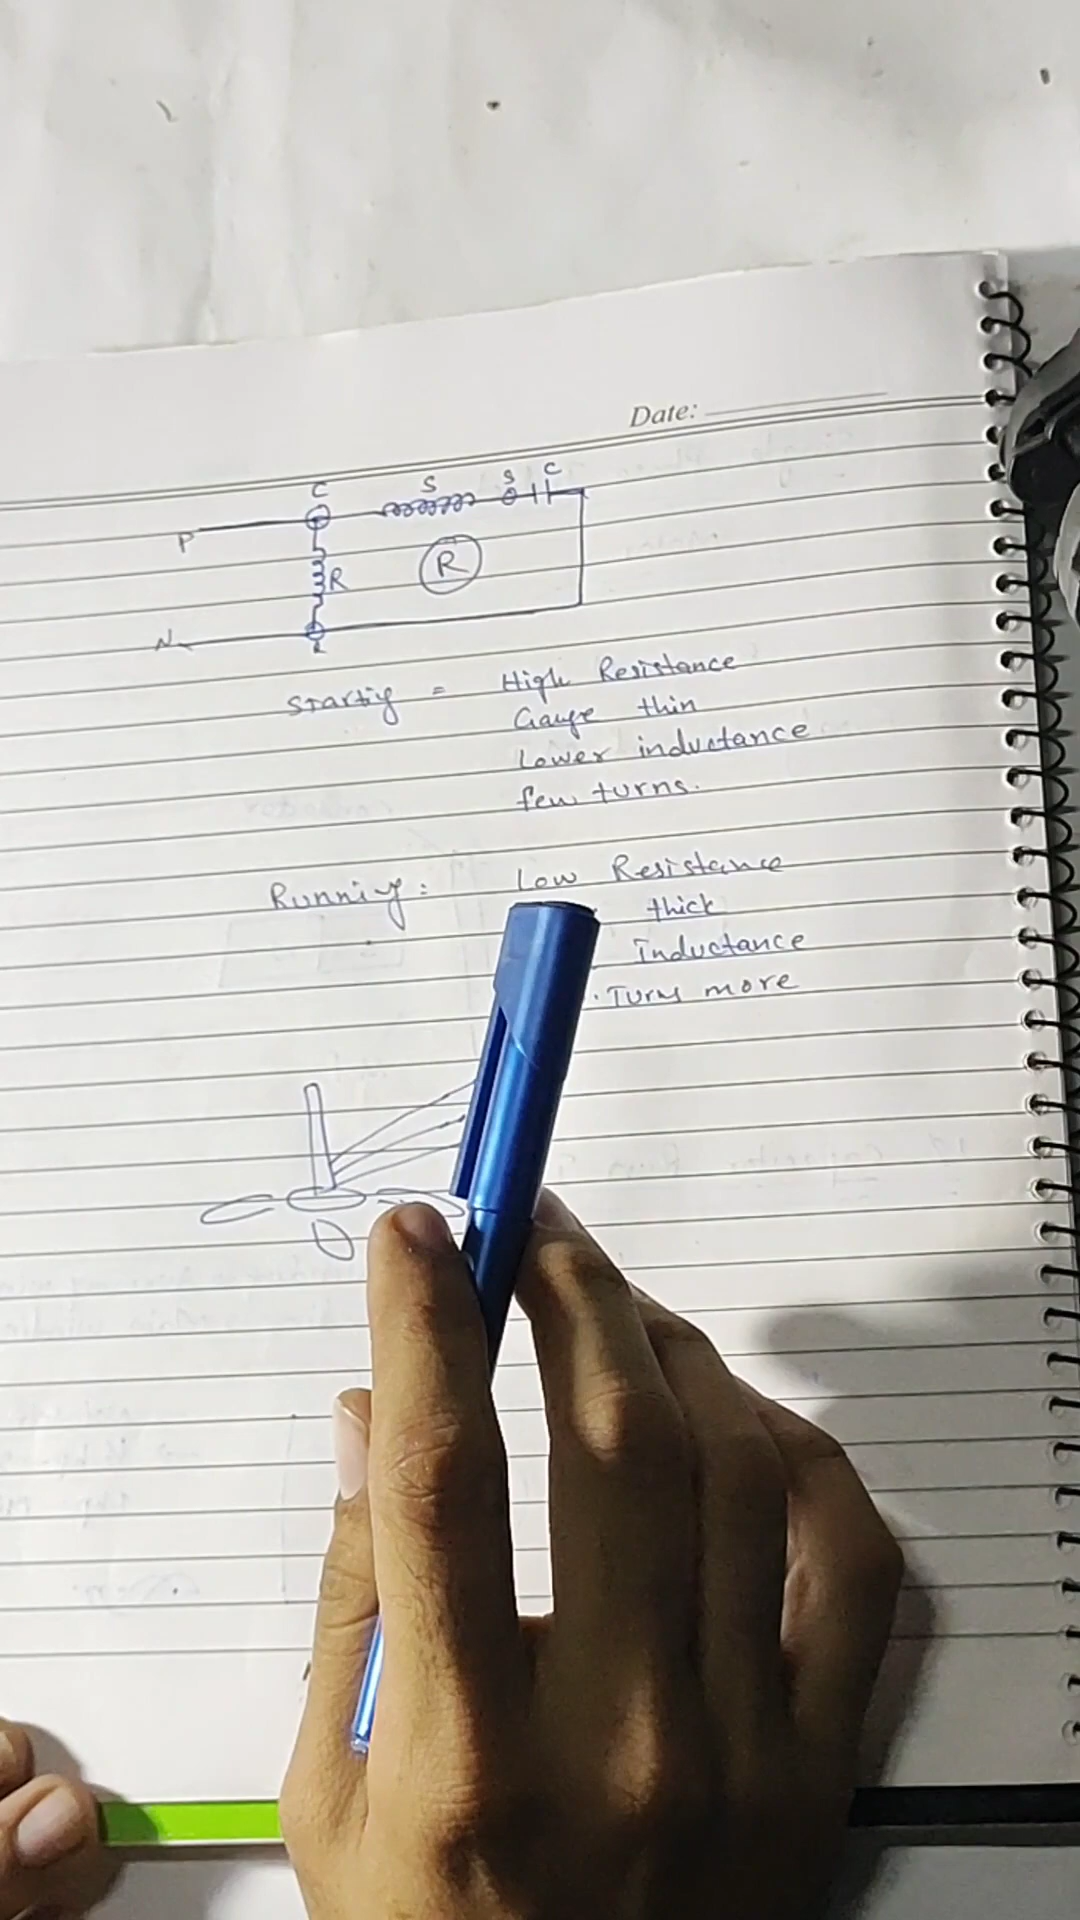 Date:
C S S C
P
R R
N
R
Starting = High Resistance
Gauge thin
Lower inductance
few turns.
Running: Low Resistance
thick
Inductance
Turns more